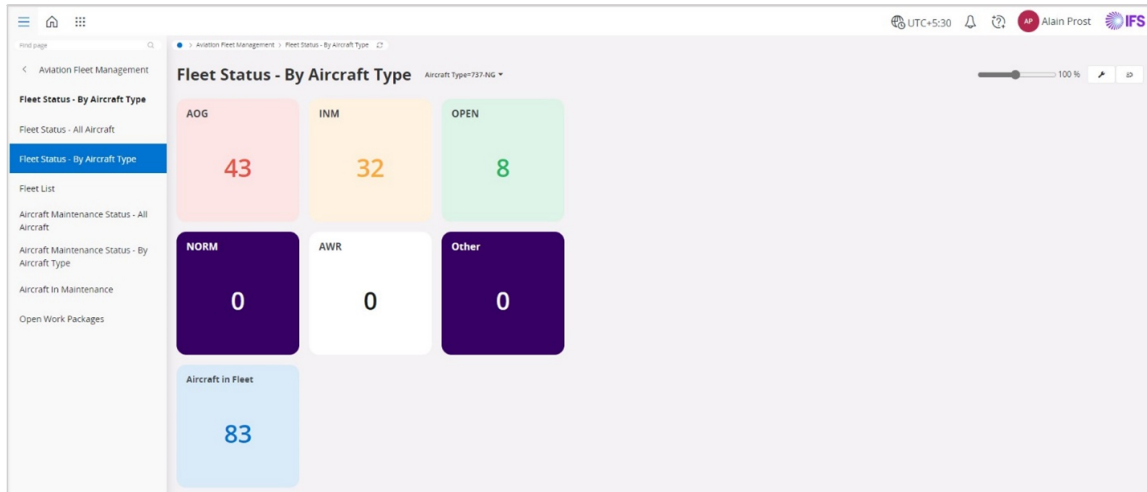 UTC+5:30
AP
Alain Prost
IFS
Find page
> Aviation Fleet Management > Fleet Status - By Aircraft Type
< Aviation Fleet Management
Fleet Status - By Aircraft Type
Fleet Status - All Aircraft
Fleet Status - By Aircraft Type
Fleet List
Aircraft Maintenance Status - All
Aircraft
Aircraft Maintenance Status - By
Aircraft Type
Aircraft In Maintenance
Open Work Packages
Fleet Status - By Aircraft Type
Aircraft Type=737-NG
100 %
AOG
43
INM
32
OPEN
8
NORM
0
AWR
0
Other
0
Aircraft in Fleet
83